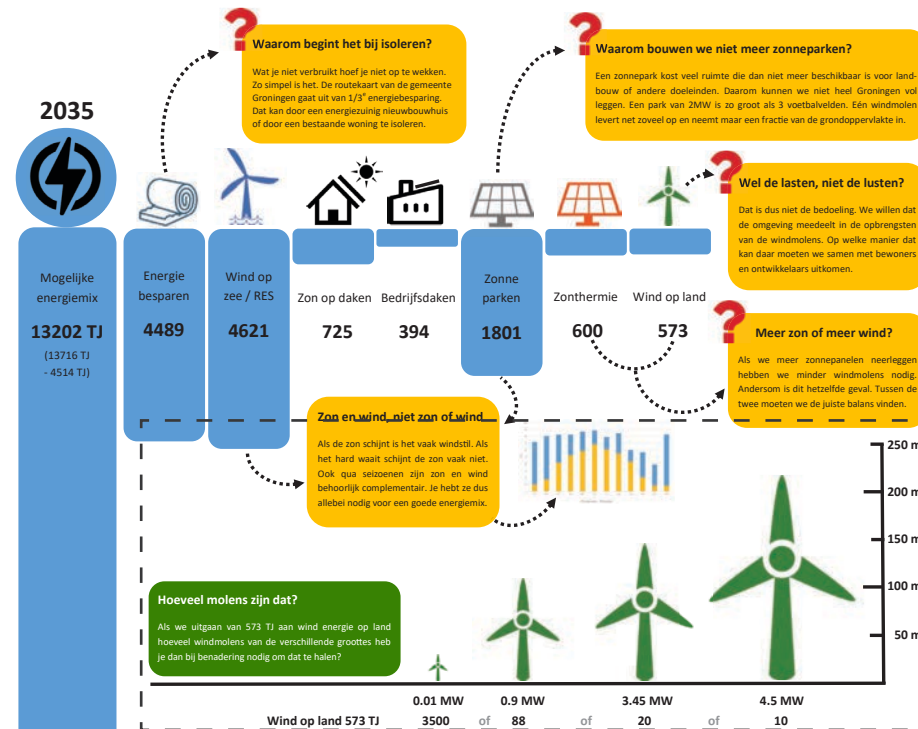 Waarom begint het bij isoleren?
Wat je niet verbruikt hoef je niet op te wekken.
Zo simpel is het. De routekaart van de gemeente
Groningen gaat uit van 1/3e energiebesparing.
Dat kan door een energiezuinig nieuwbouwhuis
of door een bestaande woning te isoleren.
Waarom bouwen we niet meer zonneparken?
Een zonnepark kost veel ruimte die dan niet meer beschikbaar is voor land-
bouw of andere doeleinden. Daarom kunnen we niet heel Groningen vol
leggen. Een park van 2MW is zo groot als 3 voetbalvelden. Eén windmolen
levert net zoveel op en neemt maar een fractie van de grondoppervlakte in.
2035
Wel de lasten, niet de lusten?
Dat is dus niet de bedoeling. We willen dat
de omgeving meedeelt in de opbrengsten
van de windmolens. Op welke manier dat
kan daar moeten we samen met bewoners
en ontwikkelaars uitkomen.
Mogelijke
energiemix
13202 TJ
(13716 TJ
- 4514 TJ)
Energie
besparen
4489
Wind op
zee / RES
4621
Zon op daken
725
Bedrijfsdaken
394
Zonne
parken
1801
Zonthermie
600
Wind op land
573
Meer zon of meer wind?
Als we meer zonnepanelen neerleggen
hebben we minder windmolens nodig.
Andersom is dit hetzelfde geval. Tussen de
twee moeten we de juiste balans vinden.
Zon en wind, niet zon of wind
Als de zon schijnt is het vaak windstil. Als
het hard waait schijnt de zon vaak niet.
Ook qua seizoenen zijn zon en wind
behoorlijk complementair. Je hebt ze dus
allebei nodig voor een goede energiemix.
250 m
200 m
150 m
100 m
50 m
Hoeveel molens zijn dat?
Als we uitgaan van 573 TJ aan wind energie op land
hoeveel windmolens van de verschillende groottes heb
je dan bij benadering nodig om dat te halen?
0.01 MW 0.9 MW 3.45 MW 4.5 MW
Wind op land 573 TJ 3500 of 88 of 20 of 10